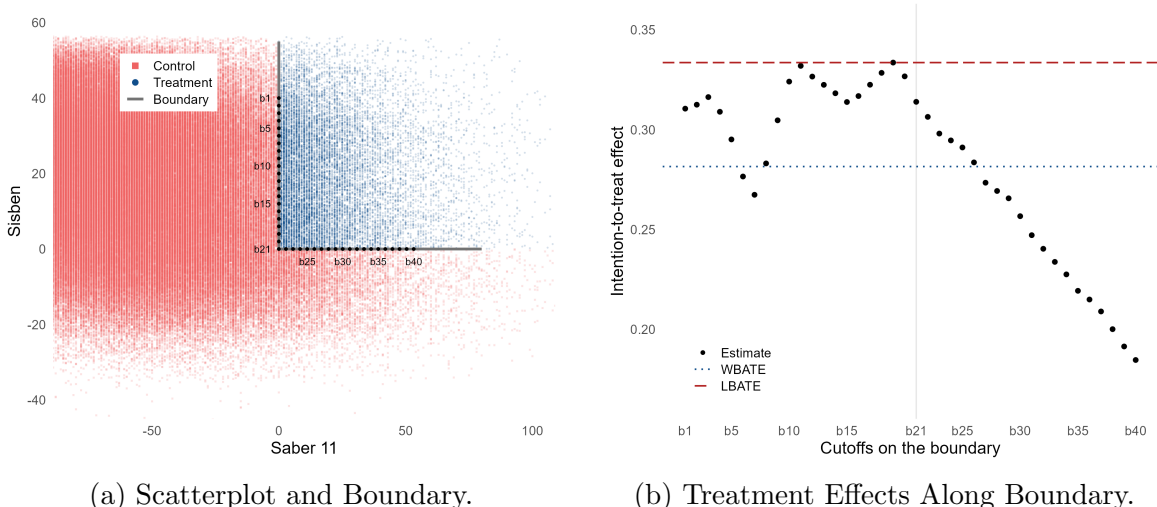 60
40
20
0
-20
-40
Sisben
Control
Treatment
Boundary
b1
b5
b10
b15
b21
b25 b30 b35 b40
-50 0 50 100
Saber 11
(a) Scatterplot and Boundary.
0.35
0.30
0.25
0.20
Intention-to-treat effect
Estimate
WBATE
LBATE
b1 b5 b10 b15 b21 b25 b30 b35 b40
Cutoffs on the boundary
(b) Treatment Effects Along Boundary.